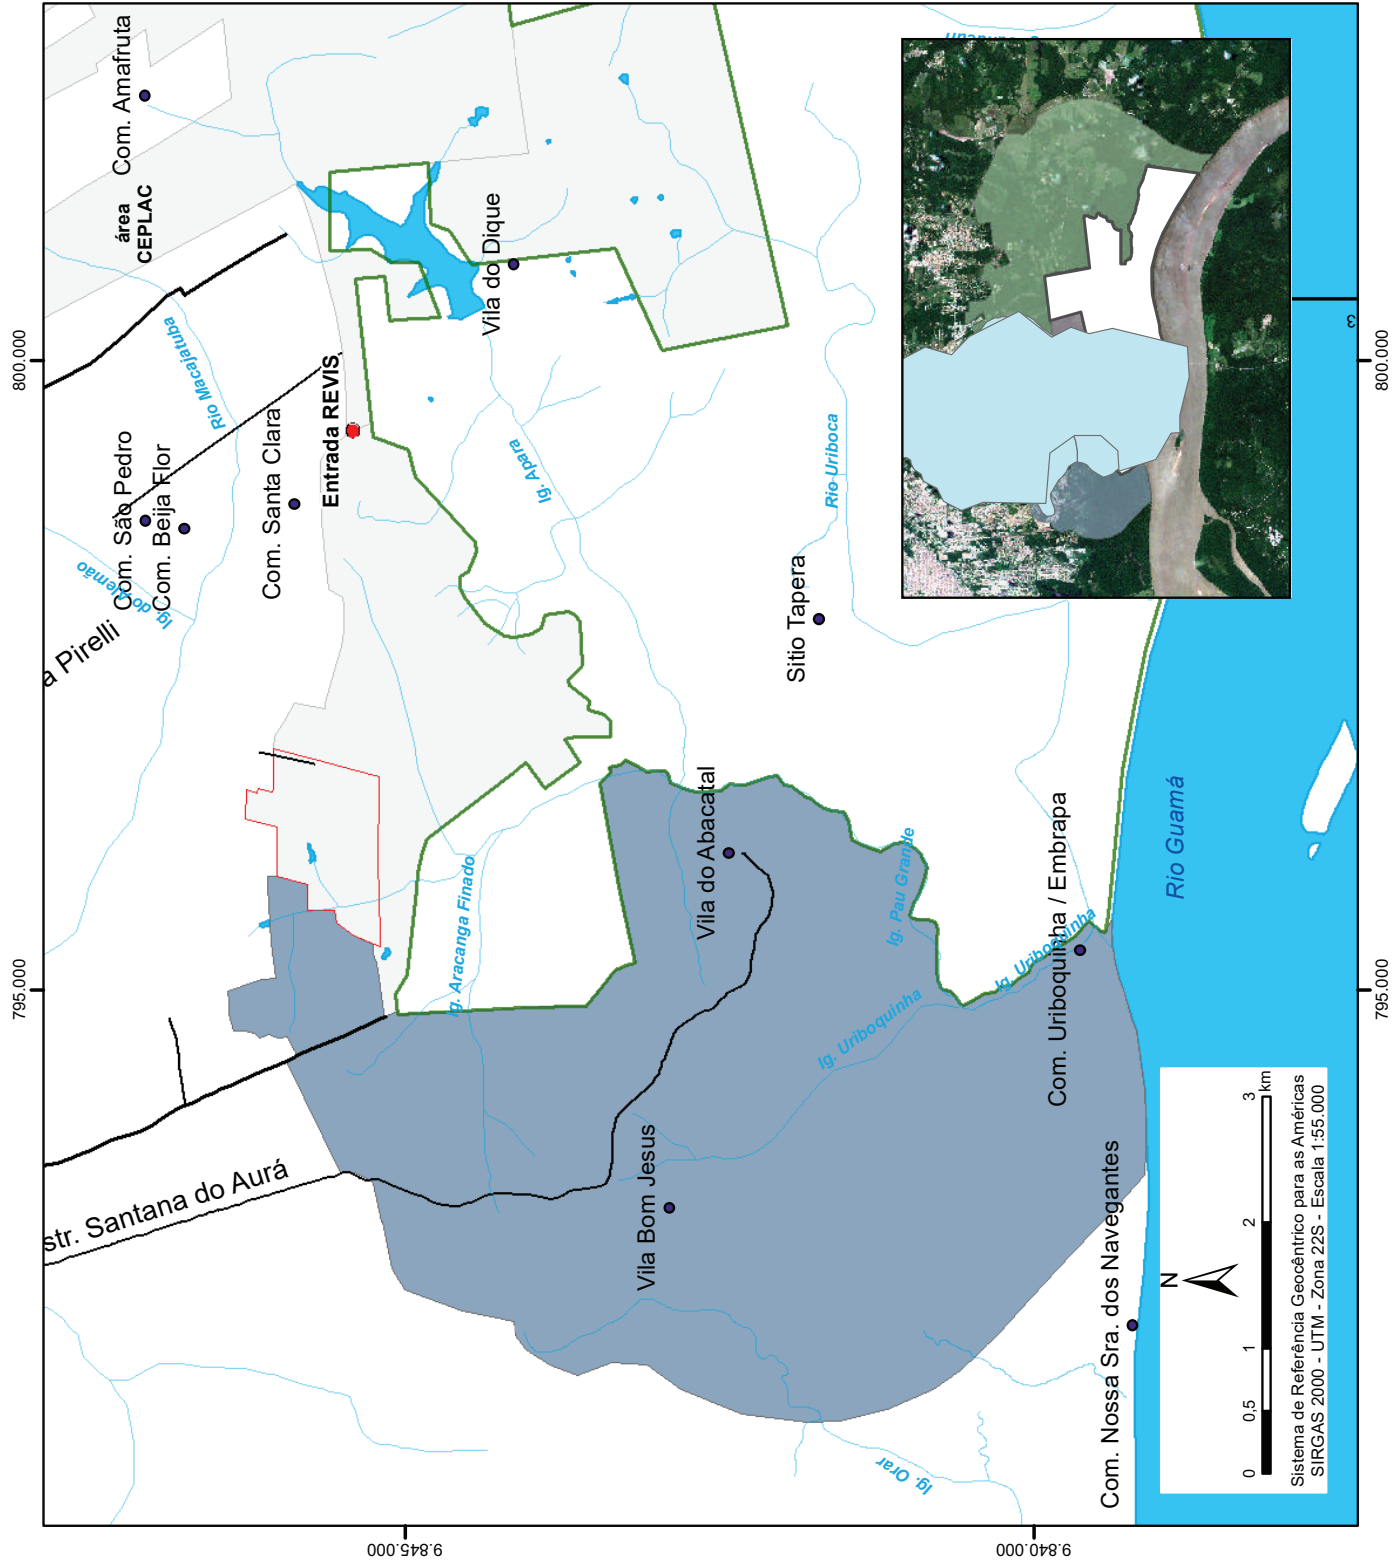 800.000
795.000
Com. Amafruta
área
CEPLAC
Rio Macajatuba
Com. São Pedro
Com. Beija Flor
Ig. do Alemão
a Pirelli
Com. Santa Clara
Entrada REVIS
Vila do Dique
Ig. Apara
Rio Uriboca
Sitio Tapera
str. Santana do Aurá
Ig. Aracanga Finado
Vila do Abacatal
Ig. Pau Grande
Ig. Uriboquinha
Ig. Uriboquinha
Com. Uriboquinha / Embrapa
Rio Guamá
Vila Bom Jesus
Ig. Orar
Com. Nossa Sra. dos Navegantes
N
0 0,5 1 2 3
km
Sistema de Referência Geocêntrico para as Américas
SIRGAS 2000 - UTM - Zona 22S - Escala 1:55.000
3
9.845.000
9.840.000
800.000
795.000